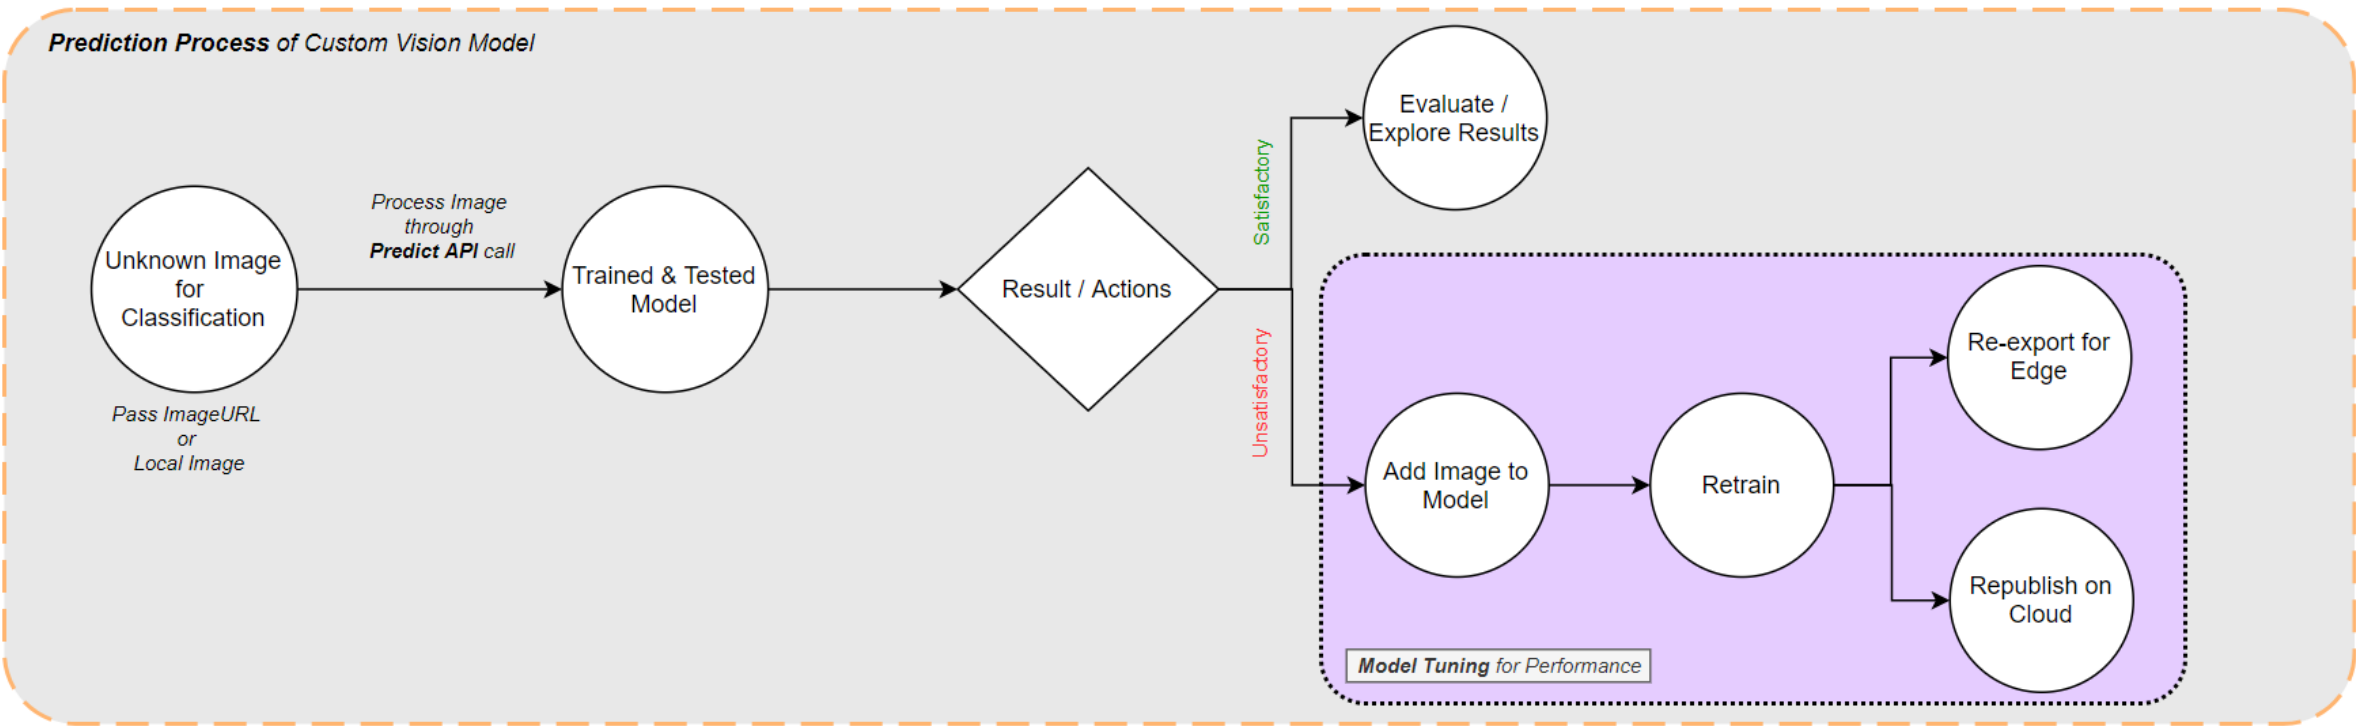 Prediction Process of Custom Vision Model
Unknown Image
for
Classification
Pass ImageURL
or
Local Image
Process Image
through
Predict API call
Trained & Tested
Model
Result / Actions
Satisfactory
Unsatisfactory
Evaluate /
Explore Results
Add Image to
Model
Retrain
Re-export for
Edge
Republish on
Cloud
Model Tuning for Performance